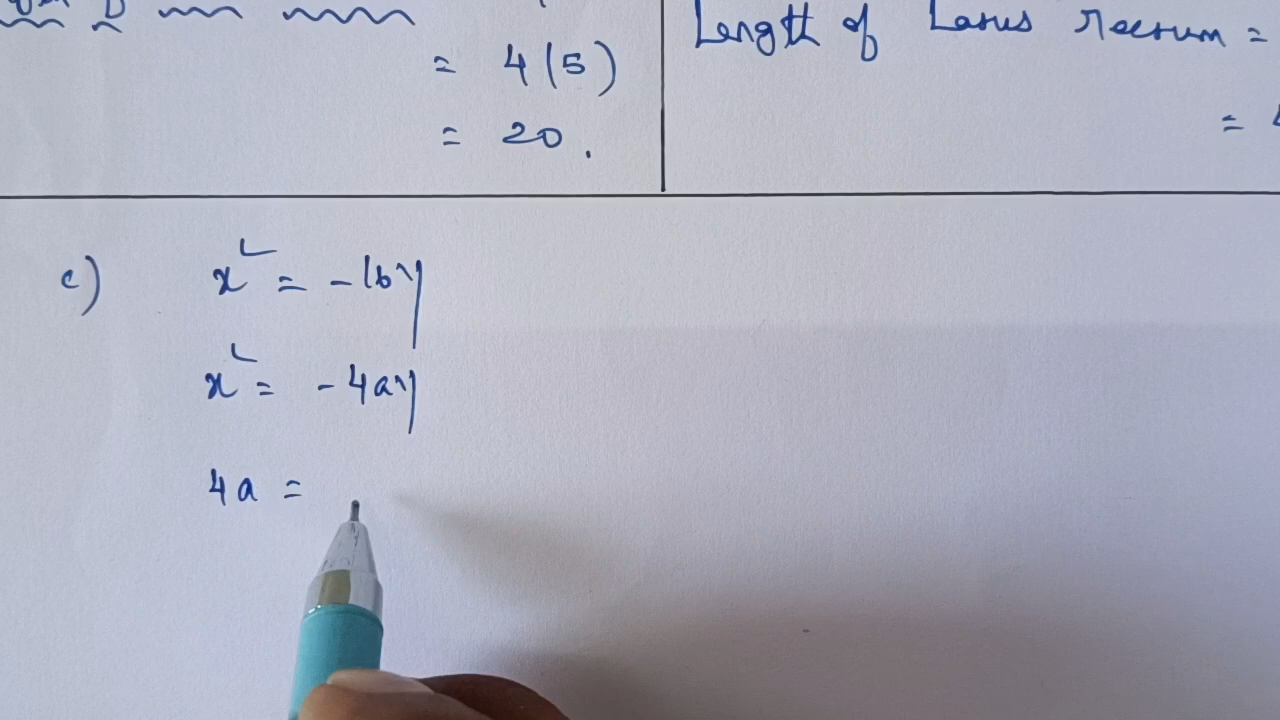 = 4(5)
= 20.
Length of Latus Rectum =
=
c) x² = -16y
x² = -4ay
4a =